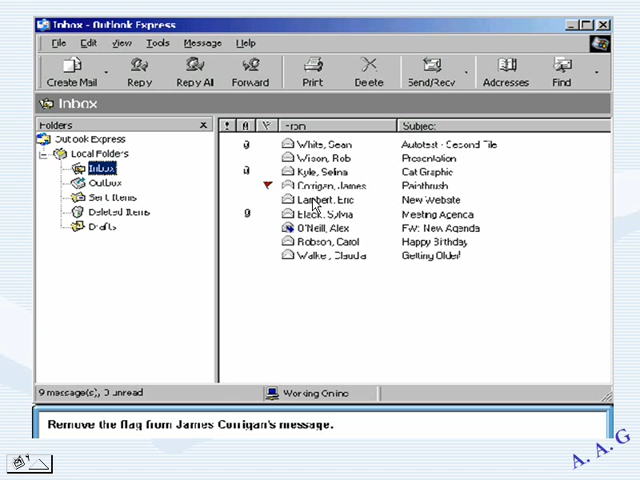 Inbox - Outlook Express
File Edit View Tools Message Help
Create Mail Reply Reply All Forward Print Delete Send/Recv Addresses Find
Inbox
Folders x
! From Subject
Outlook Express
Local Folders
Inbox
Outbox
Sent Items
Deleted Items
Drafts
White, Sean Autotest - Second File
Wilson, Rob Presentation
Kyle, Selina Cat Graphic
Corrigan, James Paintbrush
Lambert, Eric New Website
Black, Sylvia Meeting Agenda
O'Neill, Alex FW: New Agenda
Robson, Carol Happy Birthday
Walker, Claudia Getting Older!
9 message(s), 0 unread Working Online
Remove the flag from James Corrigan's message.
A. A. G